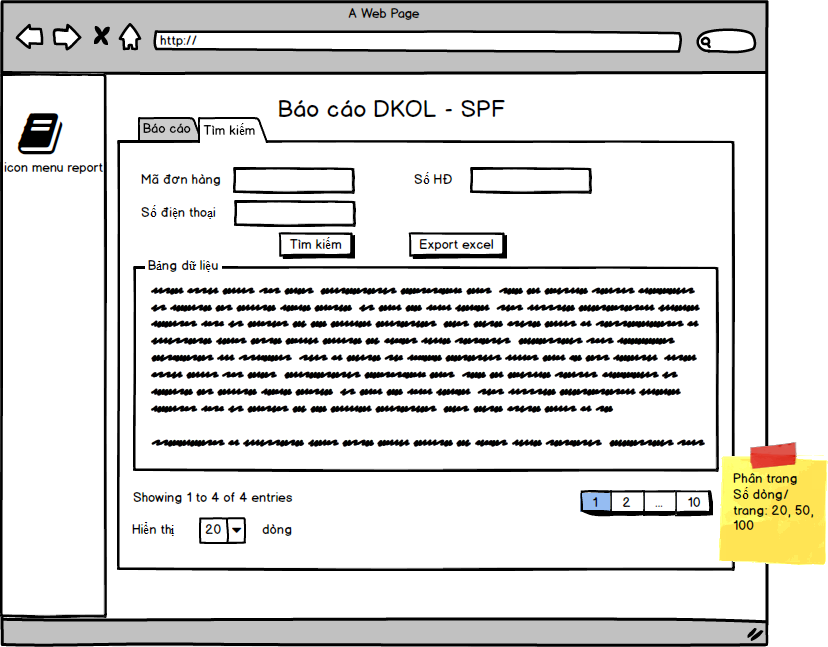 A Web Page
http://
Báo cáo DKOL - SPF
Báo cáo
Tìm kiếm
icon menu report
Mã đơn hàng
Số HĐ
Số điện thoại
Tìm kiếm
Export excel
Bảng dữ liệu
Showing 1 to 4 of 4 entries
1 2 ... 10
Hiển thị 20 dòng
Phân trang
Số dòng/
trang: 20, 50,
100